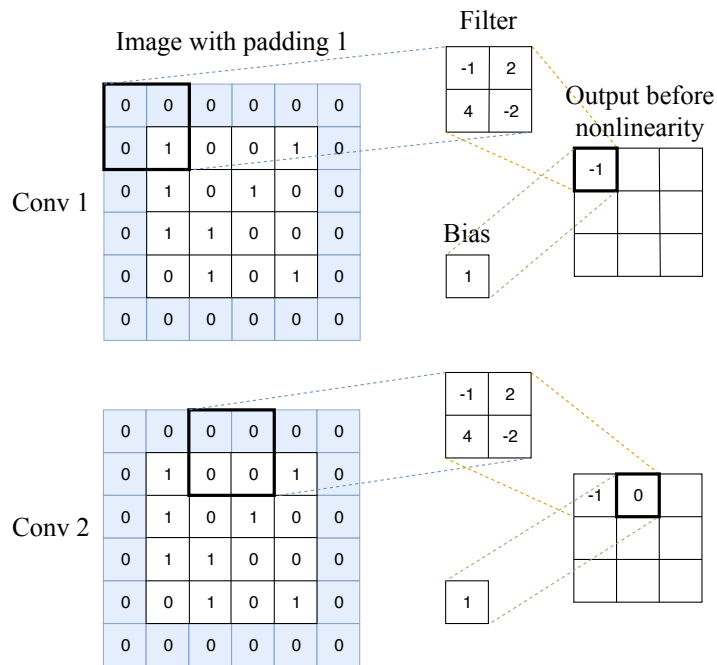 Image with padding 1
Filter
Output before
nonlinearity
Conv 1
0 0 0 0 0 0
0 1 0 0 1 0
0 1 0 1 0 0
0 1 1 0 0 0
0 0 1 0 1 0
0 0 0 0 0 0
-1 2
4 -2
-1
Bias
1
Conv 2
0 0 0 0 0 0
0 1 0 0 1 0
0 1 0 1 0 0
0 1 1 0 0 0
0 0 1 0 1 0
0 0 0 0 0 0
-1 2
4 -2
-1 0
1